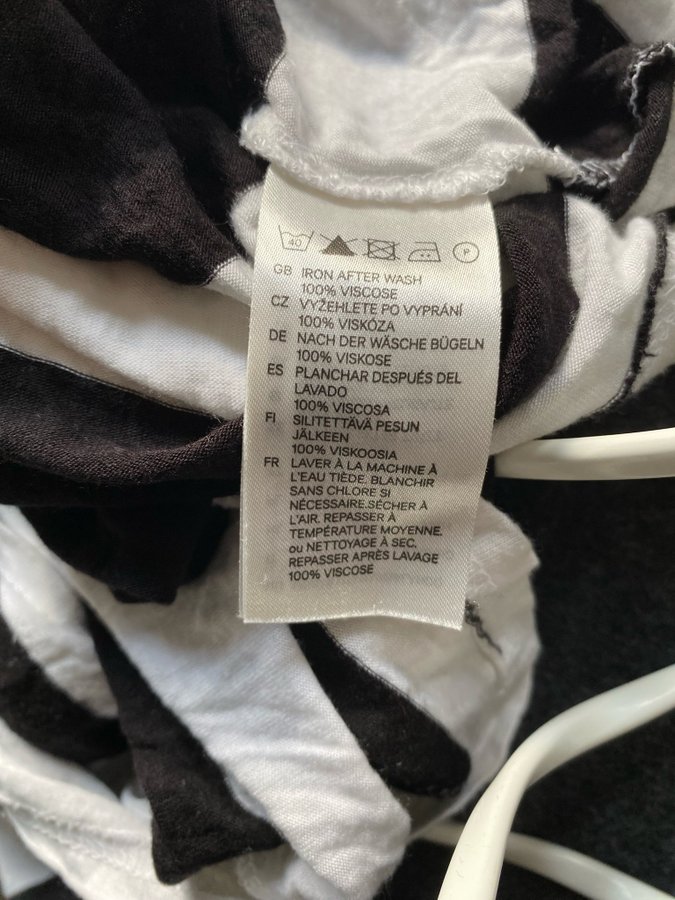 40 P
GB IRON AFTER WASH
100% VISCOSE
CZ VYŽEHLETE PO VYPRÁNÍ
100% VISKÓZA
DE NACH DER WÄSCHE BÜGELN
100% VISKOSE
ES PLANCHAR DESPUÉS DEL
LAVADO
100% VISCOSA
FI SILITETTÄVÄ PESUN
JÄLKEEN
100% VISKOOSIA
FR LAVER À LA MACHINE À
L'EAU TIÈDE. BLANCHIR
SANS CHLORE SI
NÉCESSAIRE.SÉCHER À
L'AIR. REPASSER À
TEMPÉRATURE MOYENNE.
ou NETTOYAGE À SEC.
REPASSER APRÈS LAVAGE
100% VISCOSE